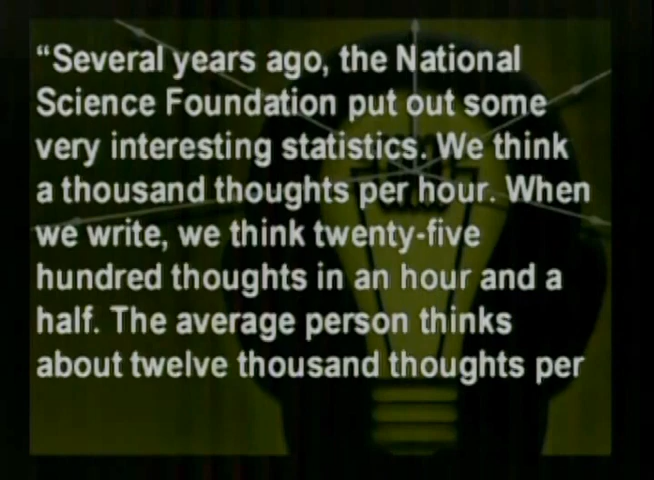 “Several years ago, the National
Science Foundation put out some
very interesting statistics. We think
a thousand thoughts per hour. When
we write, we think twenty-five
hundred thoughts in an hour and a
half. The average person thinks
about twelve thousand thoughts per